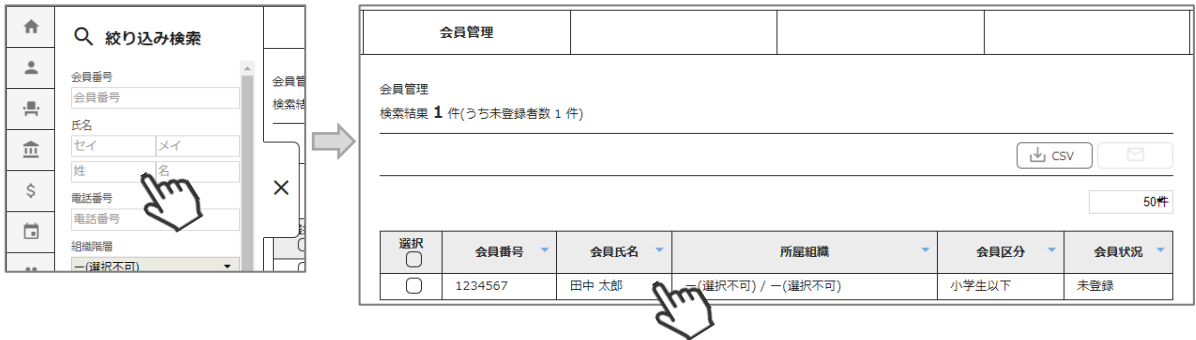 絞り込み検索
会員番号
会員番号
氏名
セイ メイ
姓 名
電話番号
電話番号
組織階層
ー(選択不可)
$
会員管
検索結
会員管理
会員管理
検索結果 1 件(うち未登録者数 1 件)
CSV
50件
選択 会員番号 会員氏名 所属組織 会員区分 会員状況
1234567 田中 太郎 ー(選択不可) / ー(選択不可) 小学生以下 未登録